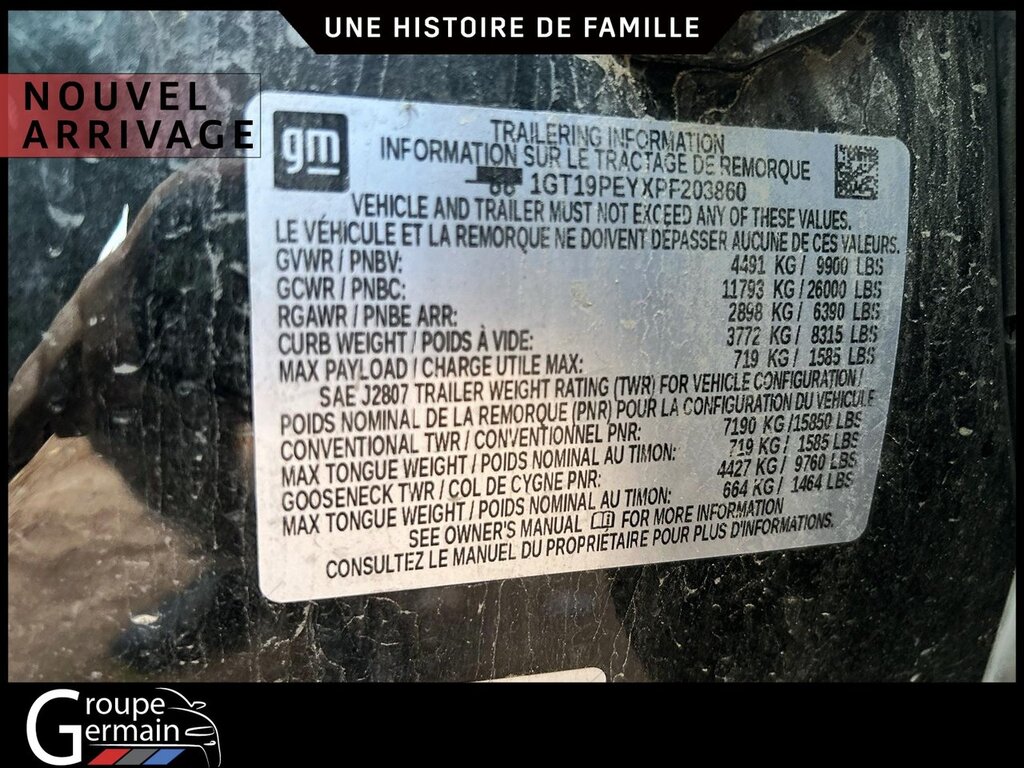 UNE HISTOIRE DE FAMILLE
NOUVEL
ARRIVAGE
gm
TRAILERING INFORMATION
INFORMATION SUR LE TRACTAGE DE REMORQUE
1GT19PEYXPF203860
VEHICLE AND TRAILER MUST NOT EXCEED ANY OF THESE VALUES.
LE VÉHICULE ET LA REMORQUE NE DOIVENT DÉPASSER AUCUNE DE CES VALEURS.
GVWR / PNBV: 4491 KG / 9900 LBS
GCWR / PNBC: 11793 KG / 26000 LBS
RGAWR / PNBE ARR: 2898 KG / 6390 LBS
CURB WEIGHT / POIDS À VIDE: 3772 KG / 8315 LBS
MAX PAYLOAD / CHARGE UTILE MAX: 719 KG / 1585 LBS
SAE J2807 TRAILER WEIGHT RATING (TWR) FOR VEHICLE CONFIGURATION /
POIDS NOMINAL DE LA REMORQUE (PNR) POUR LA CONFIGURATION DU VÉHICULE
CONVENTIONAL TWR / CONVENTIONNEL PNR: 7190 KG /15850 LBS
MAX TONGUE WEIGHT / POIDS NOMINAL AU TIMON: 719 KG / 1585 LBS
GOOSENECK TWR / COL DE CYGNE PNR: 4427 KG / 9760 LBS
MAX TONGUE WEIGHT / POIDS NOMINAL AU TIMON: 664 KG / 1464 LBS
SEE OWNER'S MANUAL FOR MORE INFORMATION
CONSULTEZ LE MANUEL DU PROPRIÉTAIRE POUR PLUS D'INFORMATIONS.
Groupe
Germain